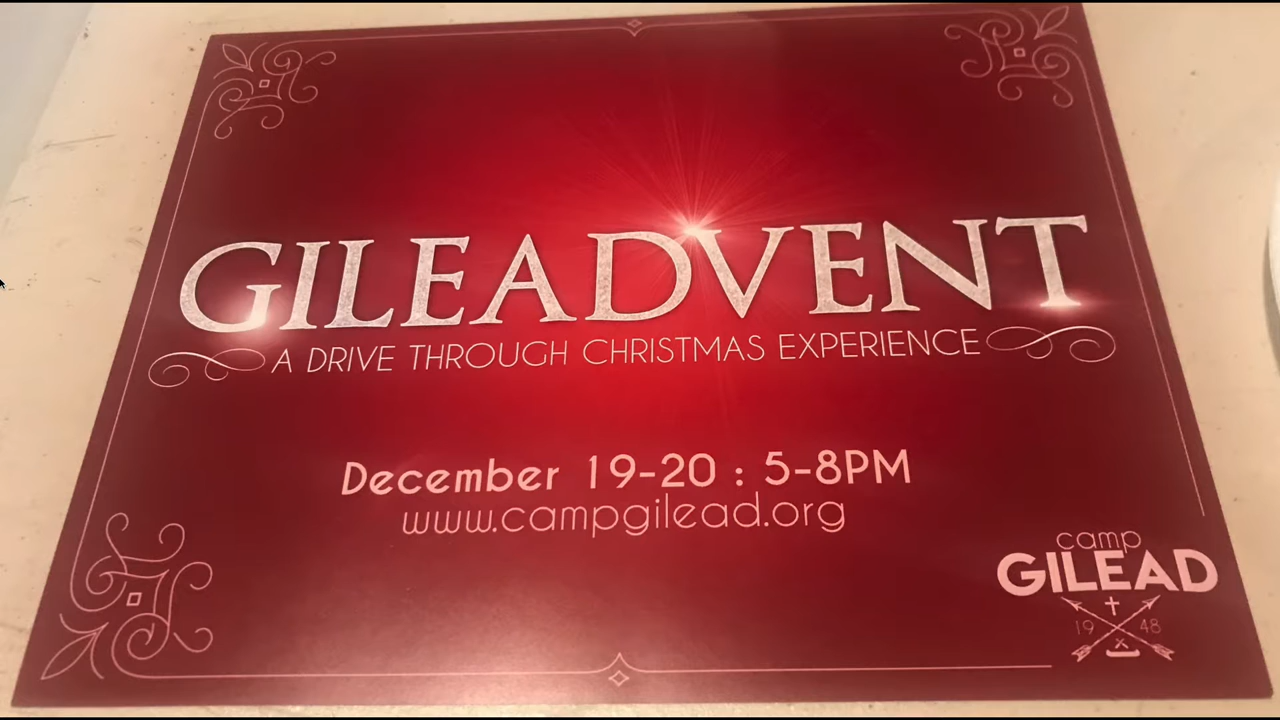 GILEADVENT
A DRIVE THROUGH CHRISTMAS EXPERIENCE
December 19-20 : 5-8PM
www.campgilead.org
camp
GILEAD
19 48